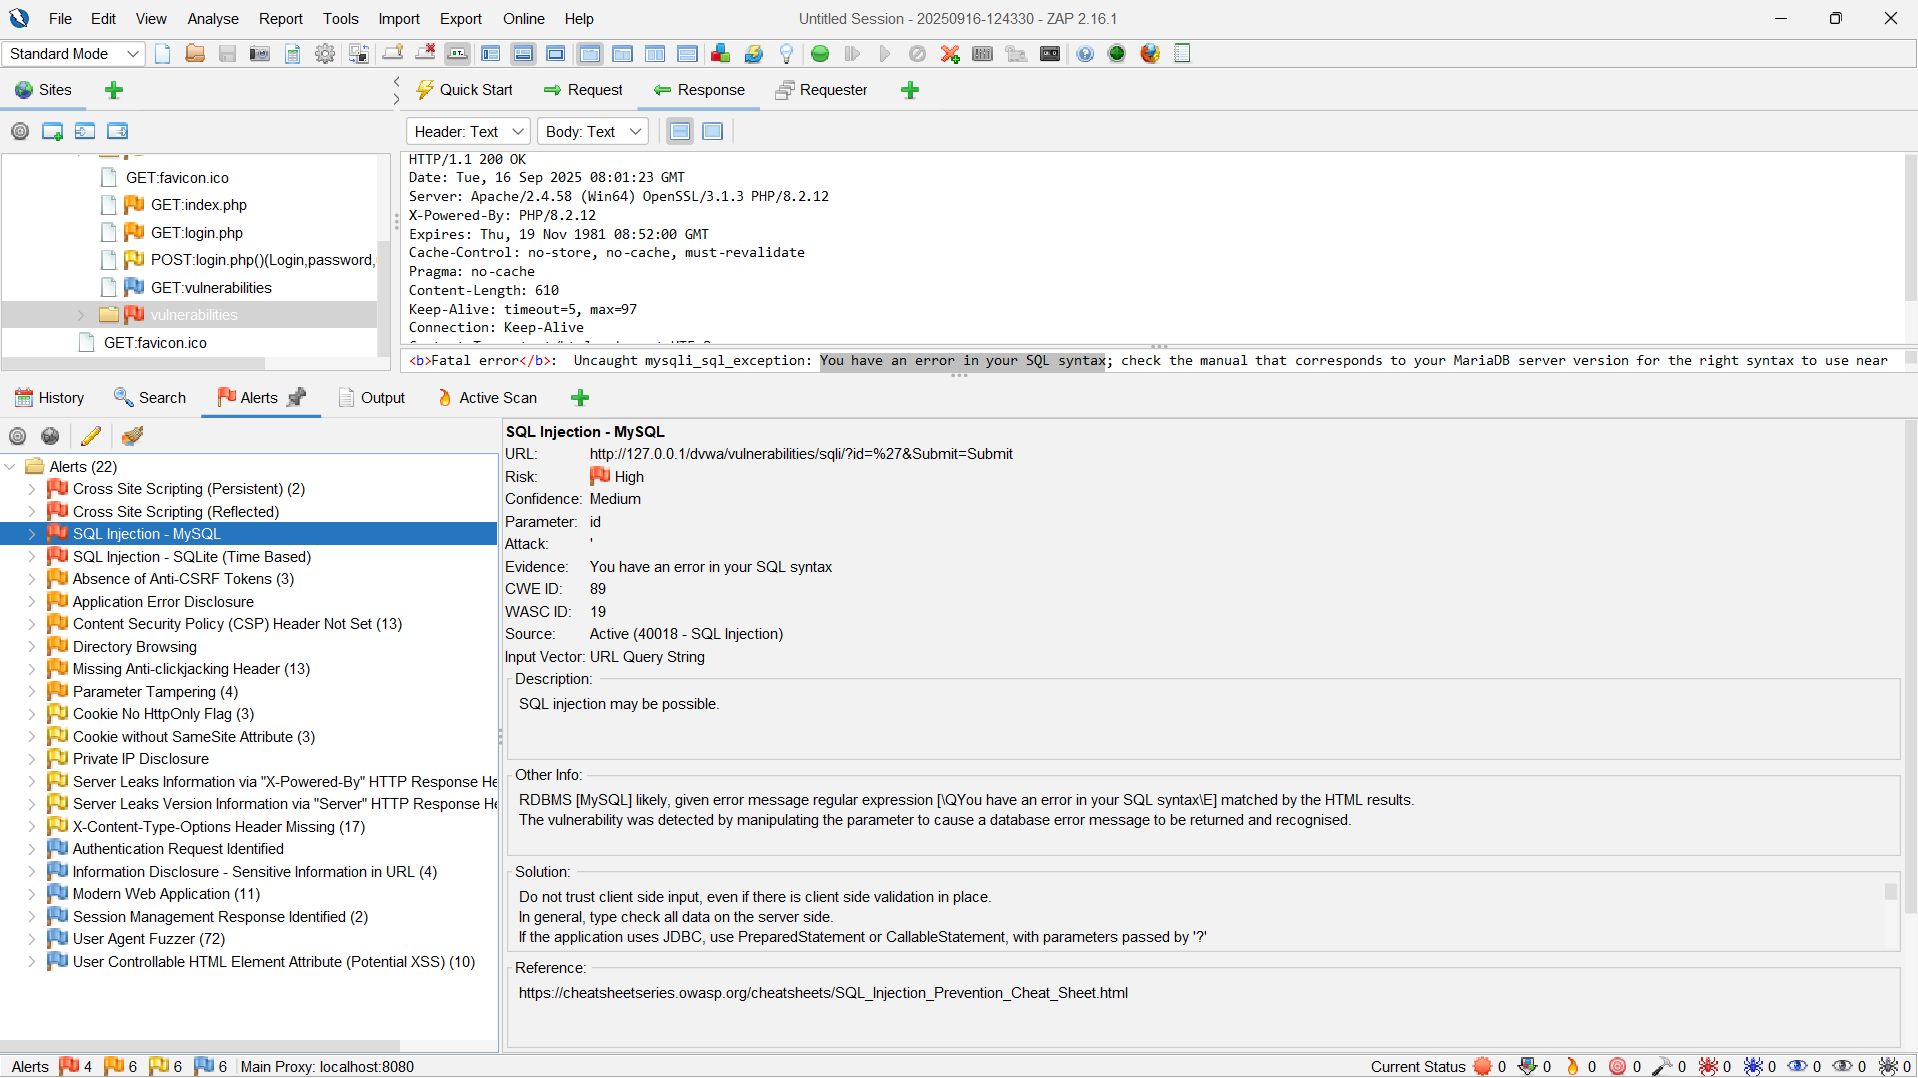 File Edit View Analyse Report Tools Import Export Online Help
Untitled Session - 20250916-124330 - ZAP 2.16.1
Standard Mode
Sites
Quick Start Request Response Requester
Header: Text Body: Text
GET:favicon.ico
GET:index.php
GET:login.php
POST:login.php()(Login,password,
GET:vulnerabilities
vulnerabilities
GET:favicon.ico
HTTP/1.1 200 OK
Date: Tue, 16 Sep 2025 08:01:23 GMT
Server: Apache/2.4.58 (Win64) OpenSSL/3.1.3 PHP/8.2.12
X-Powered-By: PHP/8.2.12
Expires: Thu, 19 Nov 1981 08:52:00 GMT
Cache-Control: no-store, no-cache, must-revalidate
Pragma: no-cache
Content-Length: 610
Keep-Alive: timeout=5, max=97
Connection: Keep-Alive
<b>Fatal error</b>:  Uncaught mysqli_sql_exception: You have an error in your SQL syntax; check the manual that corresponds to your MariaDB server version for the right syntax to use near
History Search Alerts Output Active Scan
Alerts (22)
Cross Site Scripting (Persistent) (2)
Cross Site Scripting (Reflected)
SQL Injection - MySQL
SQL Injection - SQLite (Time Based)
Absence of Anti-CSRF Tokens (3)
Application Error Disclosure
Content Security Policy (CSP) Header Not Set (13)
Directory Browsing
Missing Anti-clickjacking Header (13)
Parameter Tampering (4)
Cookie No HttpOnly Flag (3)
Cookie without SameSite Attribute (3)
Private IP Disclosure
Server Leaks Information via "X-Powered-By" HTTP Response He
Server Leaks Version Information via "Server" HTTP Response He
X-Content-Type-Options Header Missing (17)
Authentication Request Identified
Information Disclosure - Sensitive Information in URL (4)
Modern Web Application (11)
Session Management Response Identified (2)
User Agent Fuzzer (72)
User Controllable HTML Element Attribute (Potential XSS) (10)
SQL Injection - MySQL
URL: http://127.0.0.1/dvwa/vulnerabilities/sqli/?id=%27&Submit=Submit
Risk: High
Confidence: Medium
Parameter: id
Attack: '
Evidence: You have an error in your SQL syntax
CWE ID: 89
WASC ID: 19
Source: Active (40018 - SQL Injection)
Input Vector: URL Query String
Description:
SQL injection may be possible.
Other Info:
RDBMS [MySQL] likely, given error message regular expression [\QYou have an error in your SQL syntax\E] matched by the HTML results.
The vulnerability was detected by manipulating the parameter to cause a database error message to be returned and recognised.
Solution:
Do not trust client side input, even if there is client side validation in place.
In general, type check all data on the server side.
If the application uses JDBC, use PreparedStatement or CallableStatement, with parameters passed by '?'
Reference:
https://cheatsheetseries.owasp.org/cheatsheets/SQL_Injection_Prevention_Cheat_Sheet.html
Alerts 4 6 6 6 Main Proxy: localhost:8080
Current Status 0 0 0 0 0 0 0 0 0 0